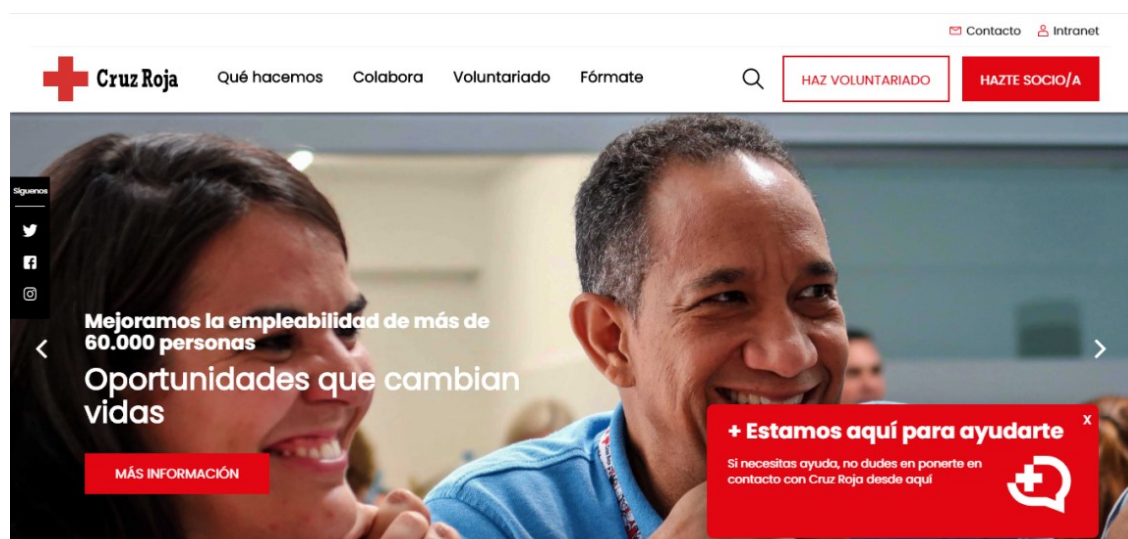 Contacto
Intranet
Cruz Roja
Qué hacemos
Colabora
Voluntariado
Fórmate
HAZ VOLUNTARIADO
HAZTE SOCIO/A
Síguenos
Mejoramos la empleabilidad de más de
60.000 personas
Oportunidades que cambian
vidas
MÁS INFORMACIÓN
+ Estamos aquí para ayudarte
X
Si necesitas ayuda, no dudes en ponerte en
contacto con Cruz Roja desde aquí